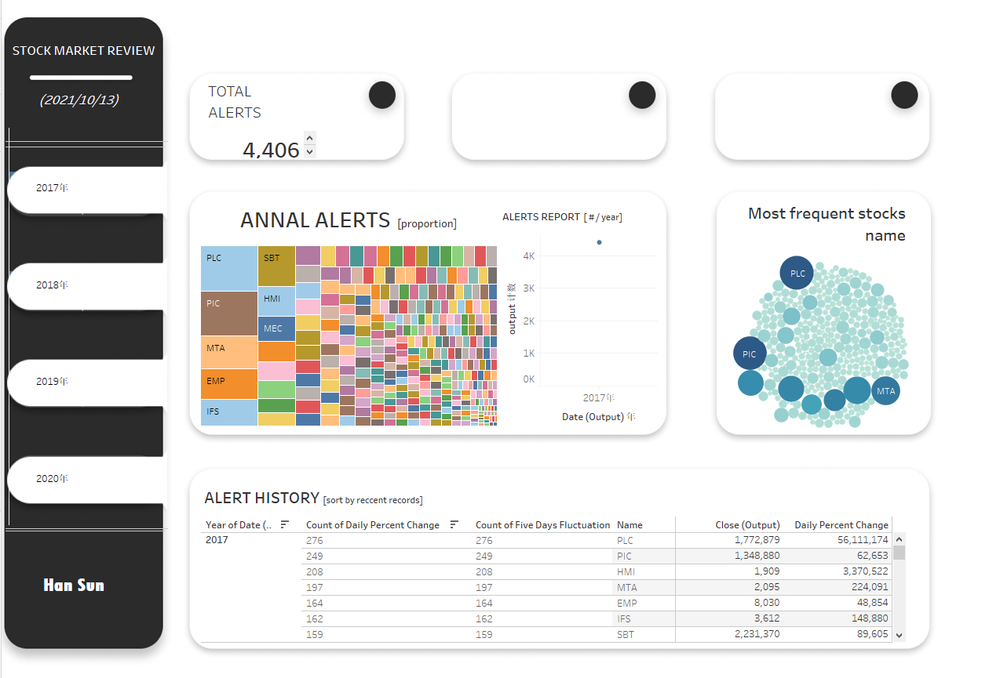 STOCK MARKET REVIEW
(2021/10/13)
2017年
2018年
2019年
2020年
Han Sun
TOTAL
ALERTS
4,406
ANNAL ALERTS [proportion]
PLC
PIC
MTA
EMP
IFS
SBT
HMI
MEC
ALERTS REPORT [ # / year]
output 计数
4K
3K
2K
1K
0K
2017年
Date (Output) 年
Most frequent stocks
name
PLC
PIC
MTA
ALERT HISTORY [sort by reccent records]
Year of Date (.. Count of Daily Percent Change Count of Five Days Fluctuation Name Close (Output) Daily Percent Change
2017 276 276 PLC 1,772,879 56,111,174
249 249 PIC 1,348,880 62,653
208 208 HMI 1,909 3,370,522
197 197 MTA 2,095 224,091
164 164 EMP 8,030 48,854
162 162 IFS 3,612 148,880
159 159 SBT 2,231,370 89,605